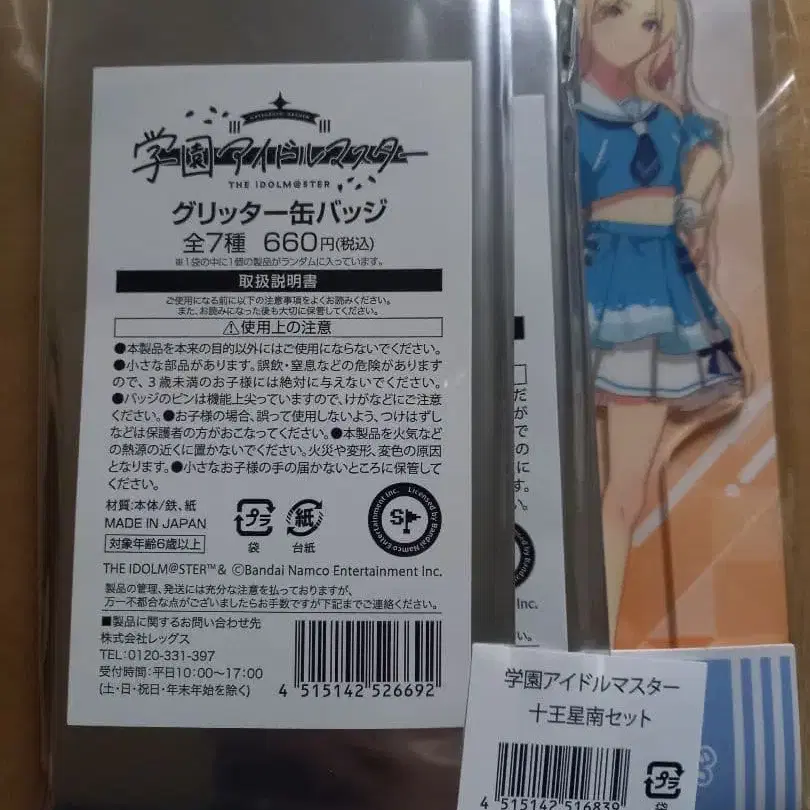 学園アイドルマスター
THE IDOLM@STER
グリッター缶バッジ
全7種 660円(税込)
※1袋の中に1個の製品がランダムに入っています。
取扱説明書
ご使用になる前に以下の注意事項をよくお読みください。
また、お読みになった後も大切に保管してください。
⚠使用上の注意
●本製品を本来の目的以外にはご使用にならないでください。
●小さな部品があります。誤飲・窒息などの危険があります
ので、3歳未満のお子様には絶対に与えないでください。
●バッジのピンは機能上尖っていますので、けがなどにご注意
ください。●お子様の場合、誤って使用しないよう、つけはずし
などは保護者の方がおこなってください。●本製品を火気など
の熱源の近くに置かないでください。火災や変形、変色の原因
となります。●小さなお子様の手の届かないところに保管して
ください。
材質:本体/鉄、紙
MADE IN JAPAN
対象年齢6歳以上
プラ
袋
紙
台紙
Licensed by Bandai Namco Entertainment Inc.
THE IDOLM@STER™& ©Bandai Namco Entertainment Inc.
製品の管理、発送には充分な注意を払っておりますが、
万一不都合な点がございましたらお手数ですが下記までご連絡ください。
■製品に関するお問い合わせ先
株式会社レッグス
TEL:0120-331-397
受付時間:平日10:00～17:00
(土・日・祝日・年末年始を除く)
4 515142 526692
だ
が
で
の
に
す。
Inc.
い。
学園アイドルマスター
十王星南セット
4 515142 516839
プラ
袋